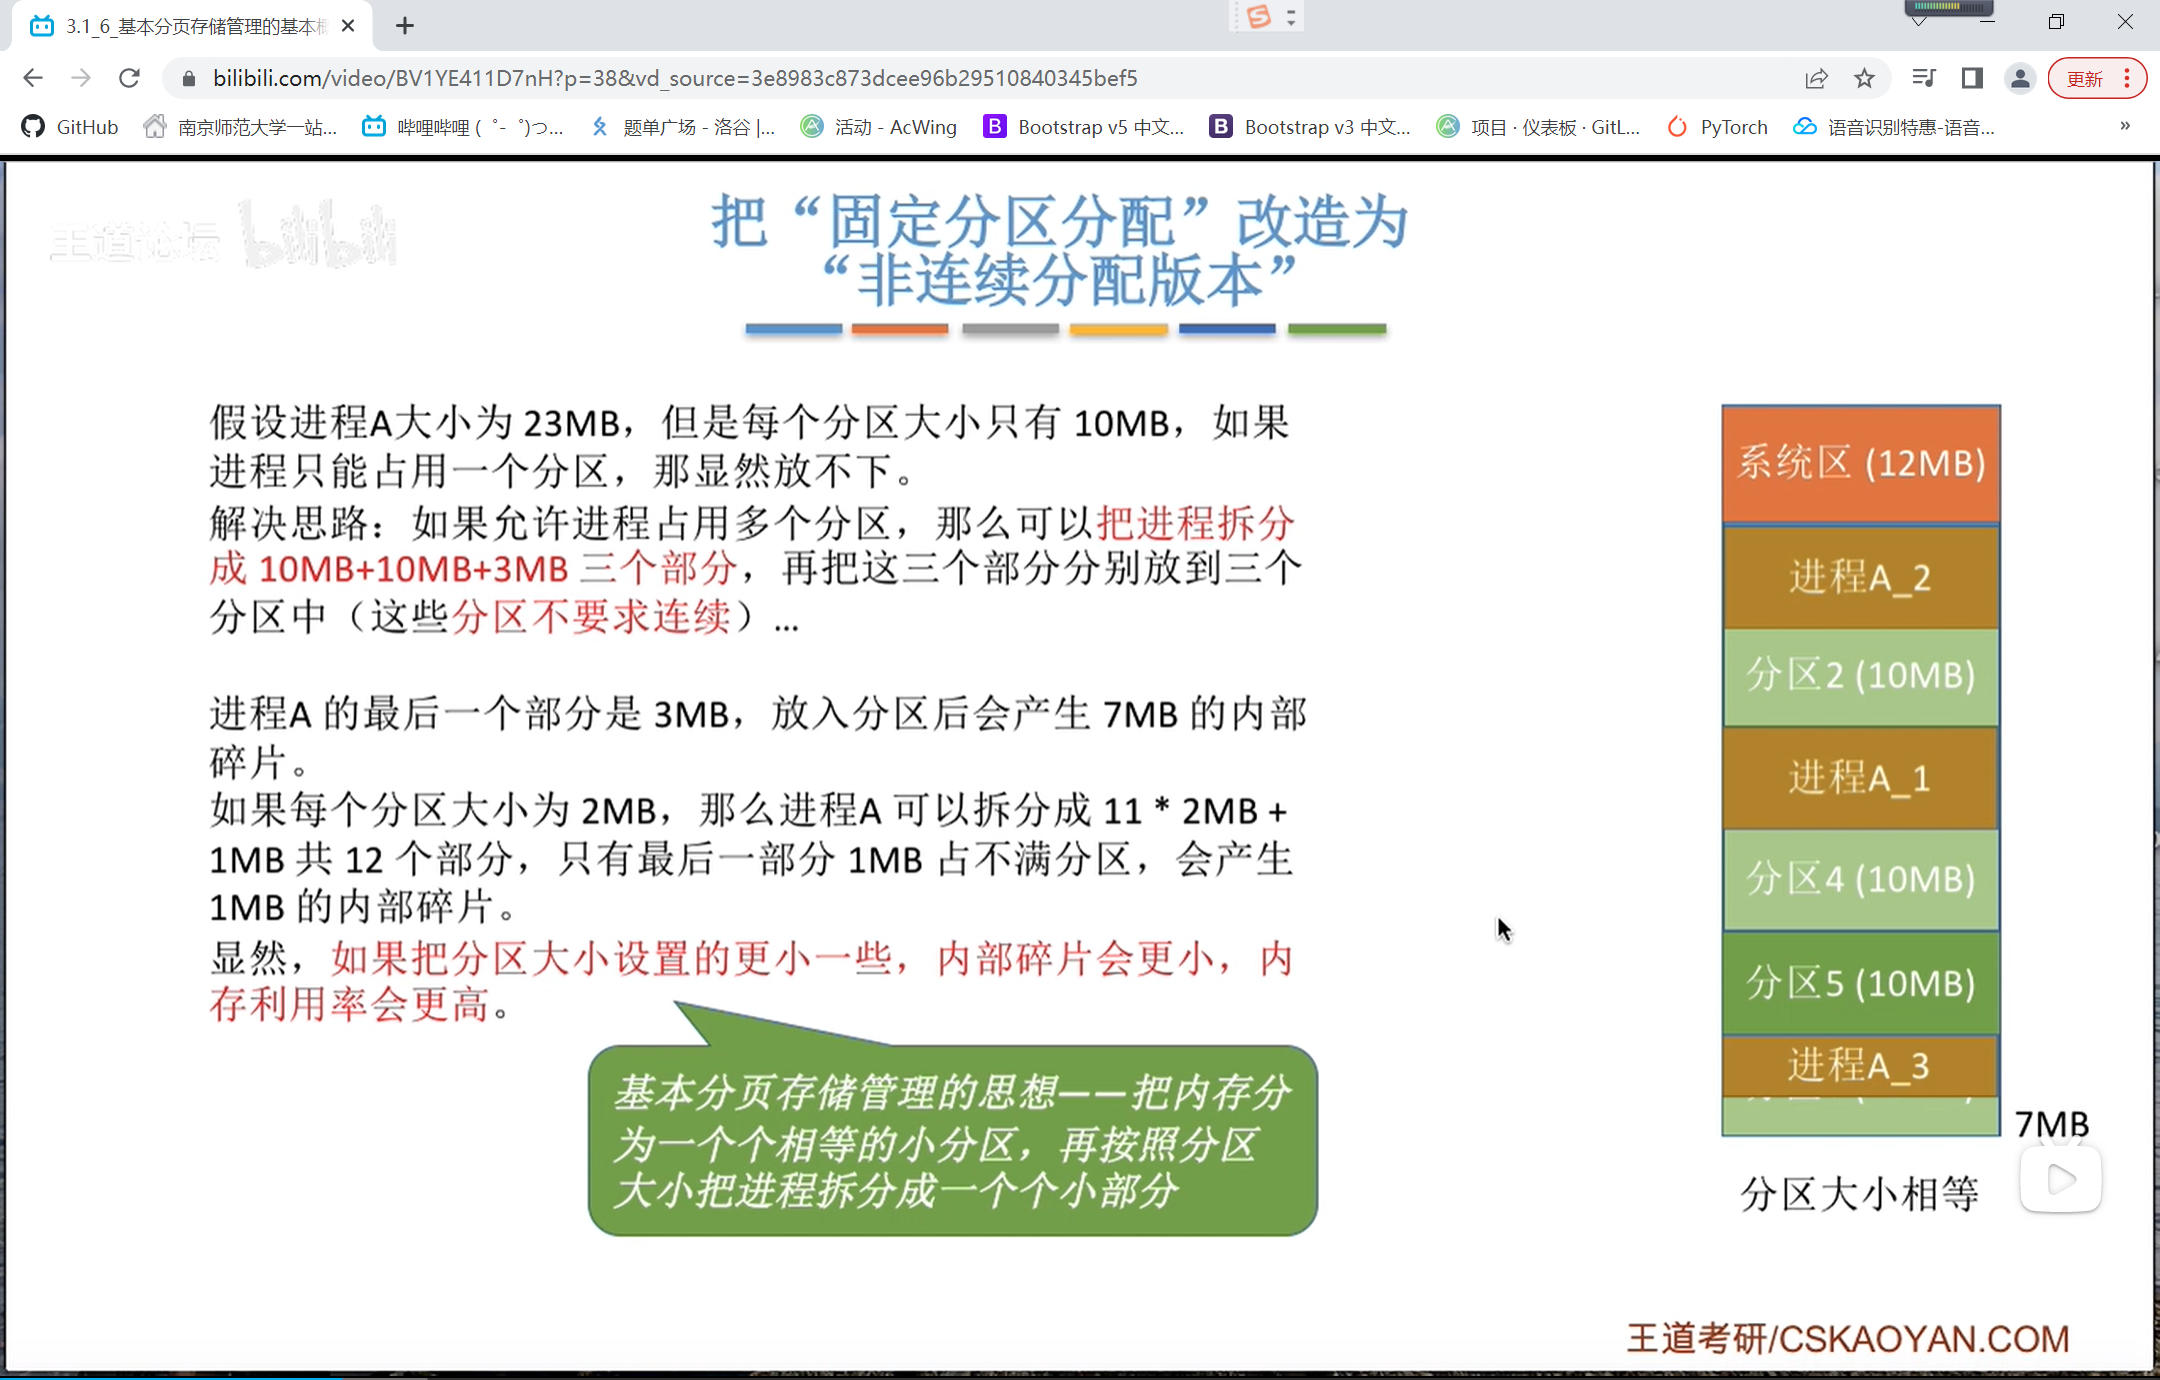 3.1_6_基本分页存储管理的基本概
bilibili.com/video/BV1YE411D7nH?p=38&vd_source=3e8983c873dcee96b29510840345bef5
更新
GitHub
南京师范大学一站...
哔哩哔哩 (゜-゜)つ...
题单广场 - 洛谷 |...
活动 - AcWing
Bootstrap v5 中文...
Bootstrap v3 中文...
项目 · 仪表板 · GitL...
PyTorch
语音识别特惠-语音...
»
王道论坛 bilibili
把“固定分区分配”改造为
“非连续分配版本”
假设进程A大小为 23MB，但是每个分区大小只有 10MB，如果
进程只能占用一个分区，那显然放不下。
解决思路：如果允许进程占用多个分区，那么可以把进程拆分
成 10MB+10MB+3MB 三个部分，再把这三个部分分别放到三个
分区中（这些分区不要求连续）...
进程A 的最后一个部分是 3MB，放入分区后会产生 7MB 的内部
碎片。
如果每个分区大小为 2MB，那么进程A 可以拆分成 11 * 2MB +
1MB 共 12 个部分，只有最后一部分 1MB 占不满分区，会产生
1MB 的内部碎片。
显然，如果把分区大小设置的更小一些，内部碎片会更小，内
存利用率会更高。
基本分页存储管理的思想——把内存分
为一个个相等的小分区，再按照分区
大小把进程拆分成一个个小部分
系统区 (12MB)
进程A_2
分区2 (10MB)
进程A_1
分区4 (10MB)
分区5 (10MB)
进程A_3
7MB
分区大小相等
王道考研/CSKAOYAN.COM